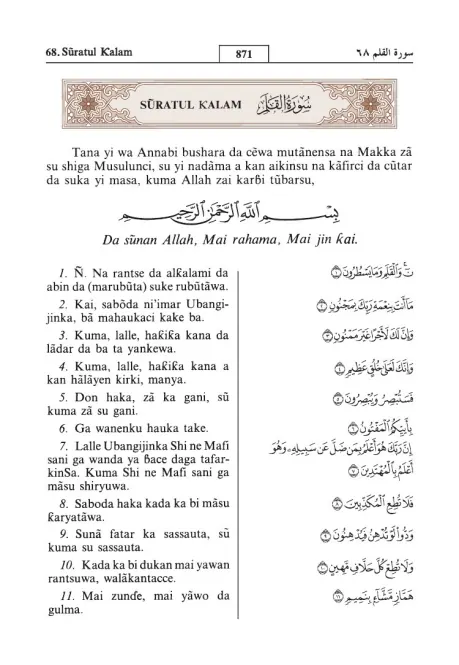 68. Sūratul Ƙalam 871 سورة القلم ٦٨
SŪRATUL ƘALAM سُورَةُ القَلَمِ
Tana yi wa Annabi bushara da cēwa mutānensa na Makka zā
su shiga Musulunci, su yi nadāma a kan aikinsu na kāfirci da cūtar
da suka yi masa, kuma Allah zai karɓi tūbarsu,
بِسْمِ اللَّهِ الرَّحْمَٰنِ الرَّحِيمِ
Da sūnan Allah, Mai rahama, Mai jin ƙai.
1. Ñ. Na rantse da alƙalami da
abin da (marubūta) suke rubūtāwa.
2. Kai, sabōda ni'imar Ubangi-
jinka, bā mahaukaci kake ba.
3. Kuma, lalle, haƙiƙa kana da
lādar da ba ta yankewa.
4. Kuma, lalle, haƙiƙa kana a
kan hālāyen kirki, manya.
5. Don haka, zā ka gani, sū
kuma zā su gani.
6. Ga wanenku hauka take.
7. Lalle Ubangijinka Shi ne Mafi
sani ga wanda ya ɓace daga tafar-
kinSa. Kuma Shi ne Mafi sani ga
māsu shiryuwa.
8. Saboda haka kada ka bi māsu
ƙaryatāwa.
9. Sunā fatar ka sassauta, sū
kuma su sassauta.
10. Kada ka bi dukan mai yawan
rantsuwa, walākantacce.
11. Mai zunɗe, mai yāwo da
gulma.
نٓ ۚ وَالْقَلَمِ وَمَا يَسْطُرُونَ ۝١
مَا أَنتَ بِنِعْمَةِ رَبِّكَ بِمَجْنُونٍ ۝٢
وَإِنَّ لَكَ لَأَجْرًا غَيْرَ مَمْنُونٍ ۝٣
وَإِنَّكَ لَعَلَىٰ خُلُقٍ عَظِيمٍ ۝٤
فَسَتُبْصِرُ وَيُبْصِرُونَ ۝٥
بِأَييِّكُمُ الْمَفْتُونُ ۝٦
إِنَّ رَبَّكَ هُوَ أَعْلَمُ بِمَن ضَلَّ عَن سَبِيلِهِ وَهُوَ
أَعْلَمُ بِالْمُهْتَدِينَ ۝٧
فَلَا تُطِعِ الْمُكَذِّبِينَ ۝٨
وَدُّوا لَوْ تُدْهِنُ فَيُدْهِنُونَ ۝٩
وَلَا تُطِعْ كُلَّ حَلَّافٍ مَّهِينٍ ۝١٠
هَمَّازٍ مَّشَّاءٍ بِنَمِيمٍ ۝١١